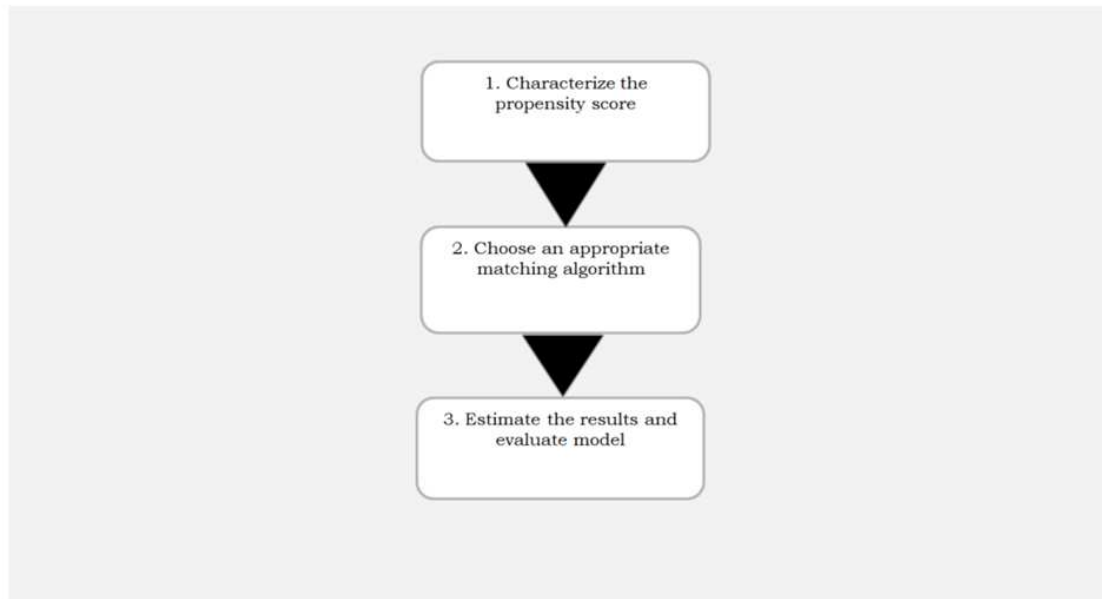 1. Characterize the
propensity score
2. Choose an appropriate
matching algorithm
3. Estimate the results and
evaluate model